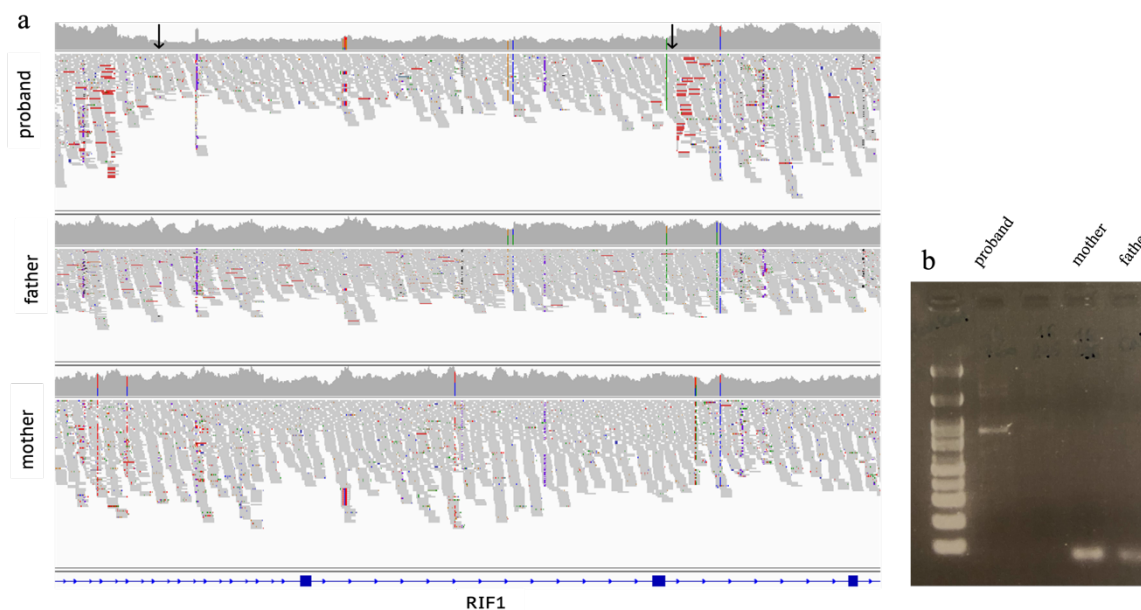 a
proband
father
mother
RIF1
b
proband
mother
fathe